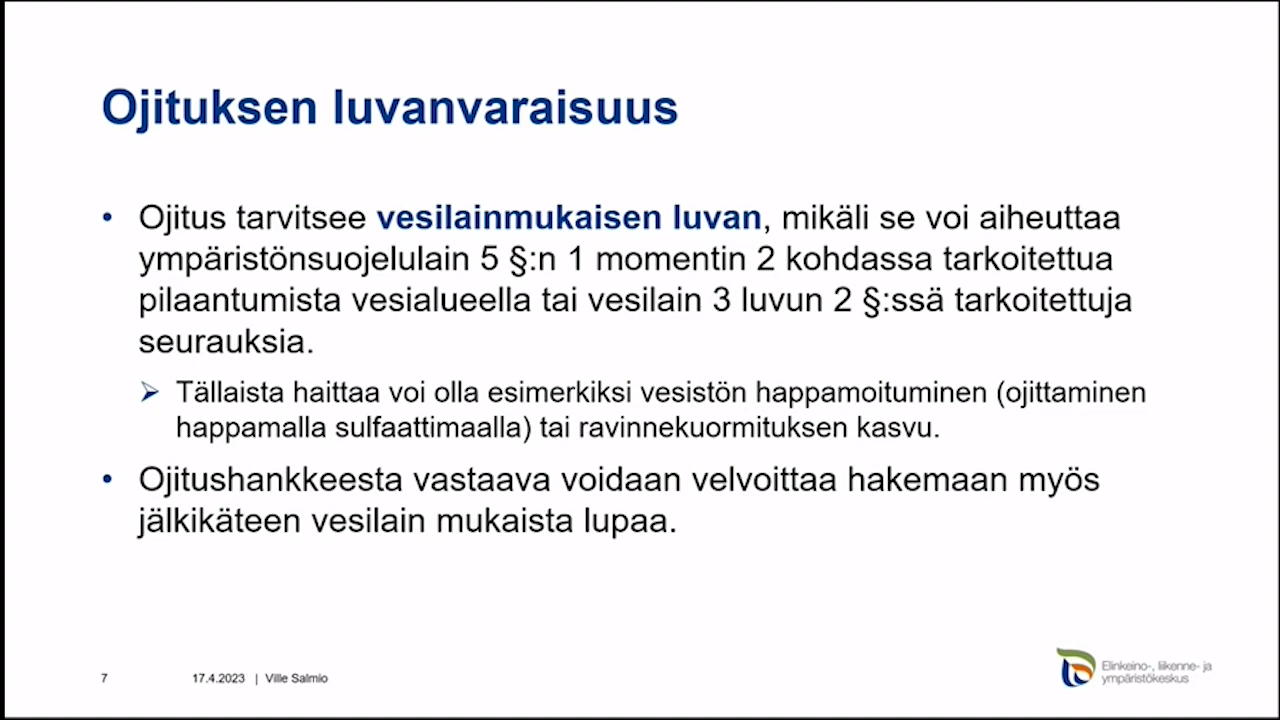 Ojituksen luvanvaraisuus
• Ojitus tarvitsee vesilainmukaisen luvan, mikäli se voi aiheuttaa
ympäristönsuojelulain 5 §:n 1 momentin 2 kohdassa tarkoitettua
pilaantumista vesialueella tai vesilain 3 luvun 2 §:ssä tarkoitettuja
seurauksia.
➢ Tällaista haittaa voi olla esimerkiksi vesistön happamoituminen (ojittaminen
happamalla sulfaattimaalla) tai ravinnekuormituksen kasvu.
• Ojitushankkeesta vastaava voidaan velvoittaa hakemaan myös
jälkikäteen vesilain mukaista lupaa.
7 17.4.2023 | Ville Salmio
Elinkeino-, liikenne- ja
ympäristökeskus